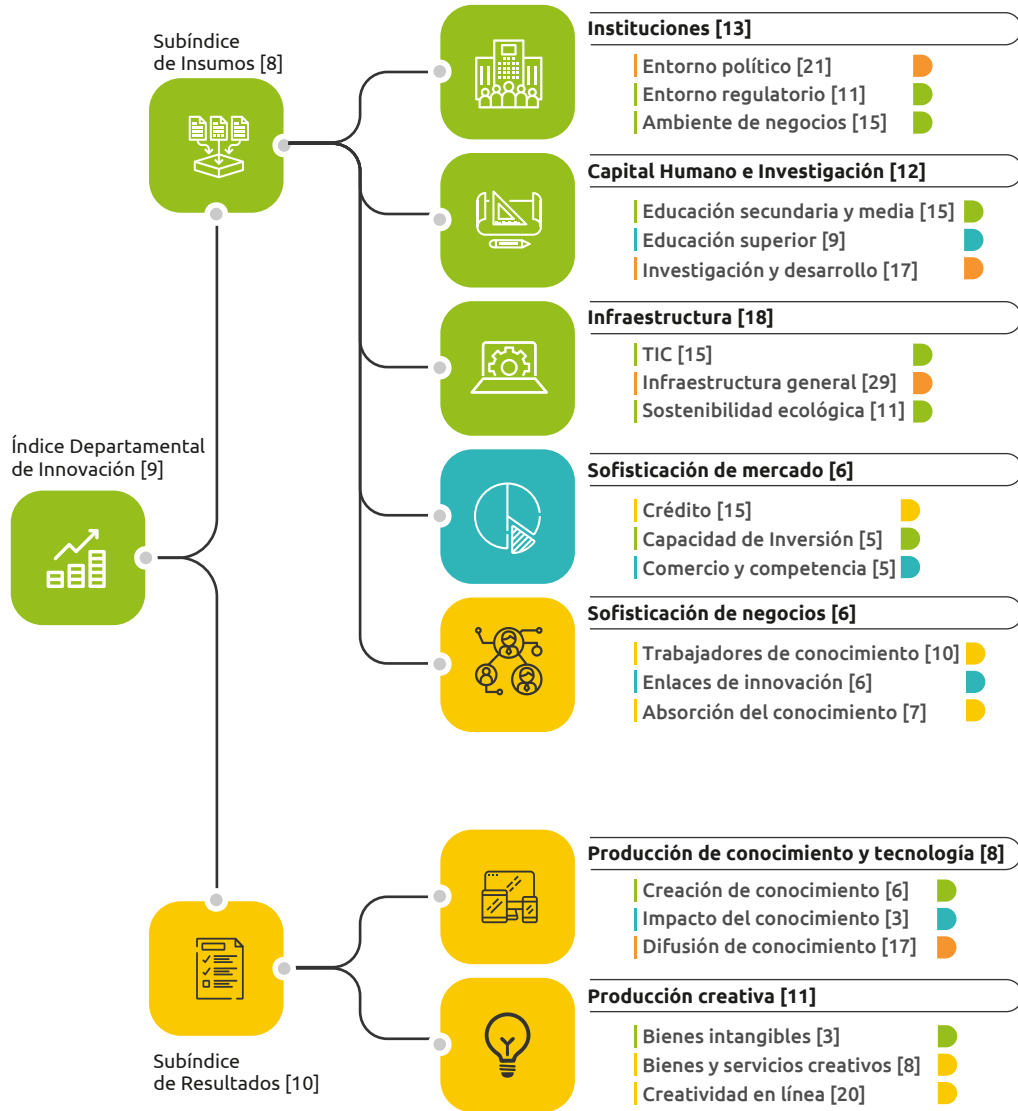 Subíndice
de Insumos [8]
Instituciones [13]
Entorno político [21]
Entorno regulatorio [11]
Ambiente de negocios [15]
Capital Humano e Investigación [12]
Educación secundaria y media [15]
Educación superior [9]
Investigación y desarrollo [17]
Infraestructura [18]
TIC [15]
Infraestructura general [29]
Sostenibilidad ecológica [11]
Índice Departamental
de Innovación [9]
Sofisticación de mercado [6]
Crédito [15]
Capacidad de Inversión [5]
Comercio y competencia [5]
Sofisticación de negocios [6]
Trabajadores de conocimiento [10]
Enlaces de innovación [6]
Absorción del conocimiento [7]
Producción de conocimiento y tecnología [8]
Creación de conocimiento [6]
Impacto del conocimiento [3]
Difusión de conocimiento [17]
Producción creativa [11]
Bienes intangibles [3]
Bienes y servicios creativos [8]
Creatividad en línea [20]
Subíndice
de Resultados [10]